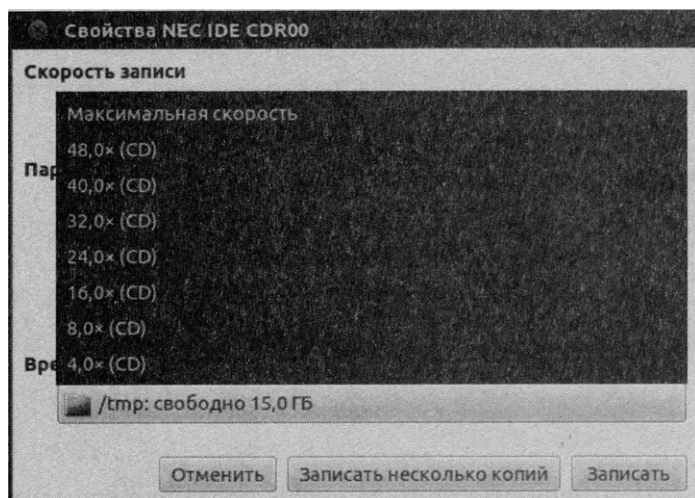 Свойства NEC IDE CDR00
Скорость записи
Максимальная скорость
48,0× (CD)
Пар
40,0× (CD)
32,0× (CD)
24,0× (CD)
16,0× (CD)
8,0× (CD)
Вре 4,0× (CD)
/tmp: свободно 15,0 ГБ
Отменить Записать несколько копий Записать